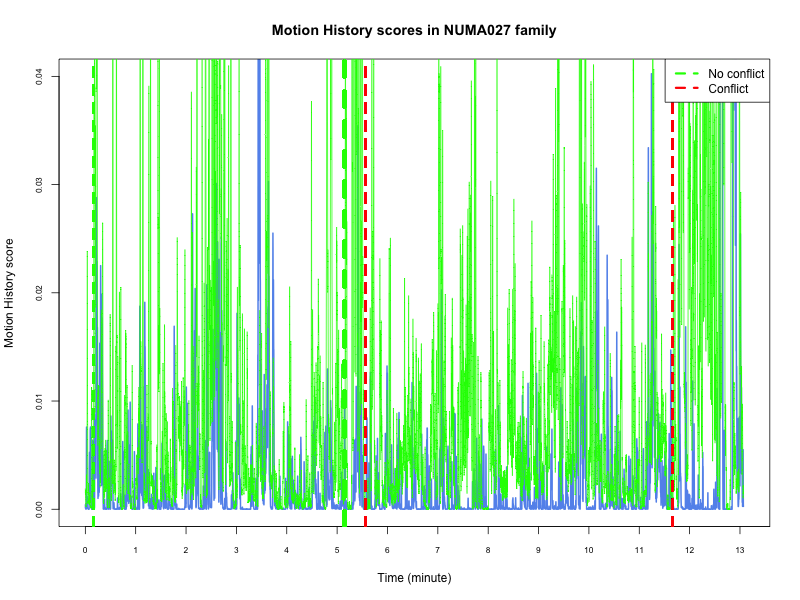 Motion History scores in NUMA027 family
No conflict
Conflict
Motion History score
0.00
0.01
0.02
0.03
0.04
0 1 2 3 4 5 6 7 8 9 10 11 12 13
Time (minute)